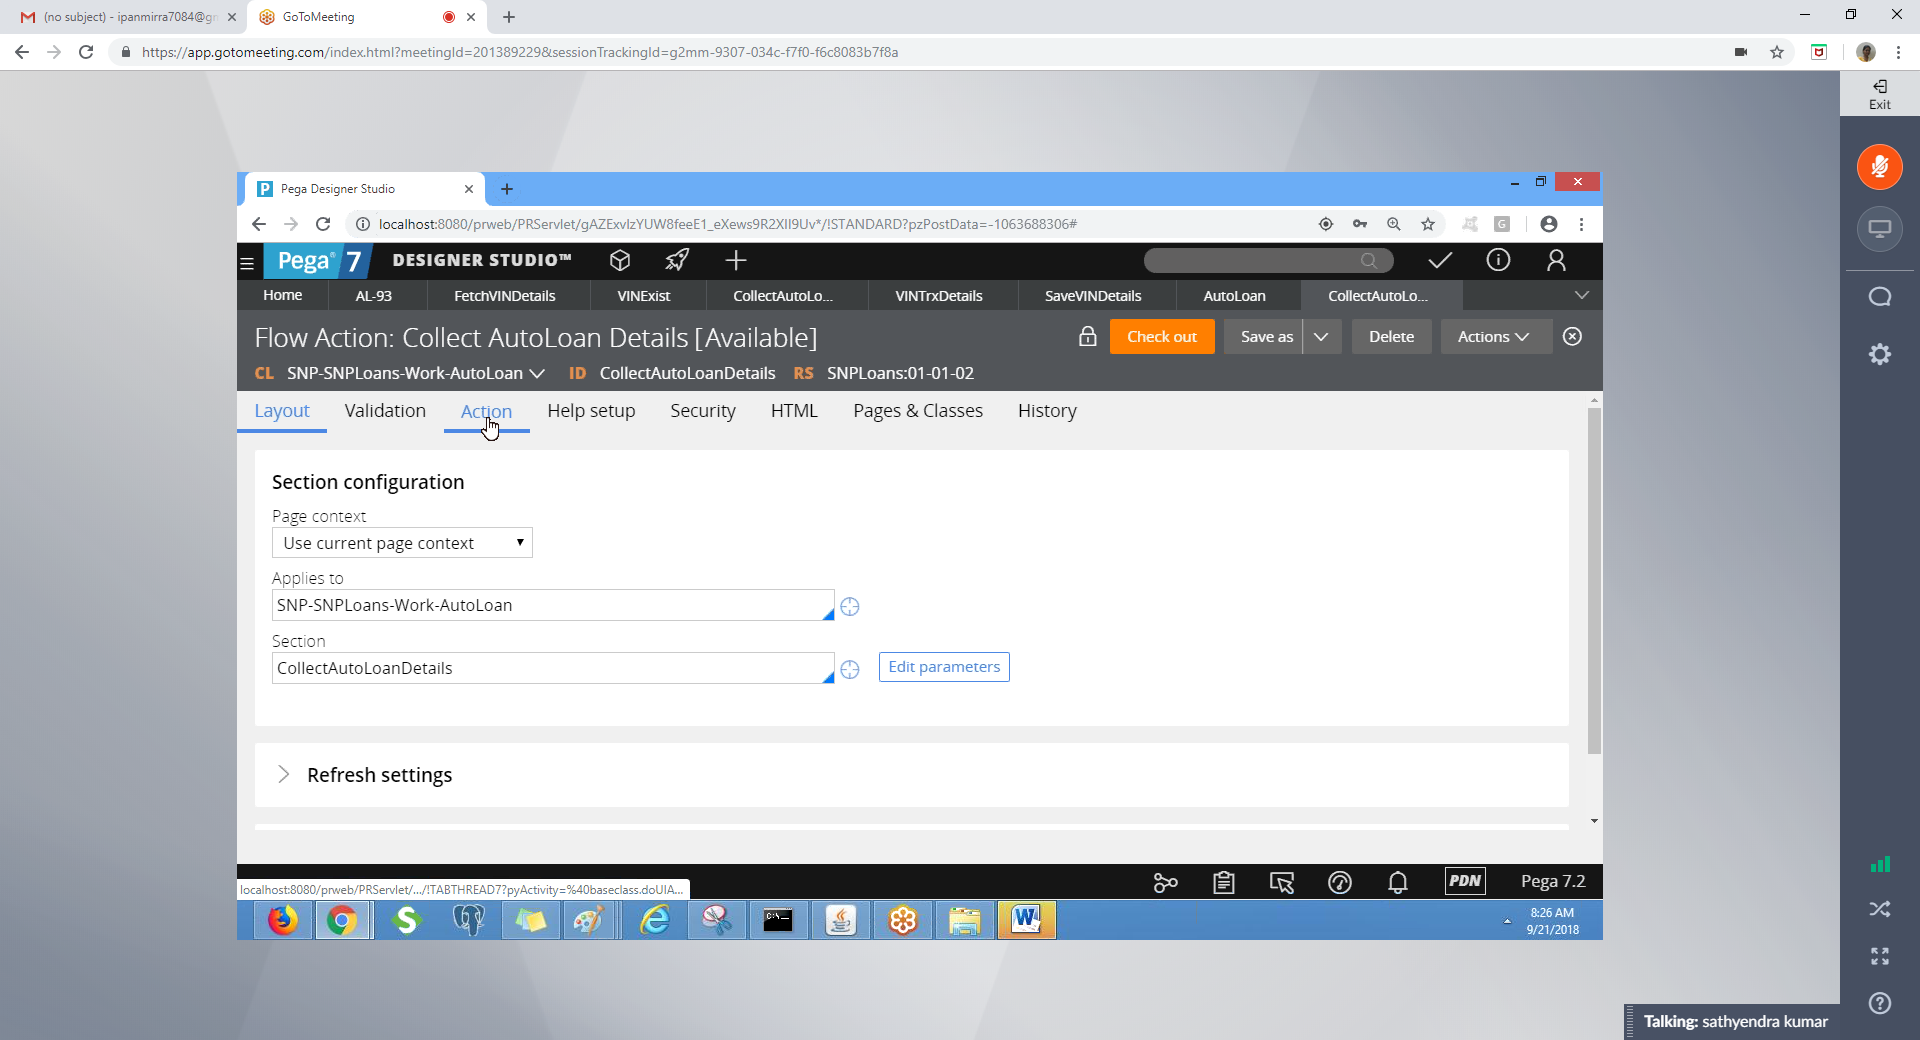 (no subject) - ipanmirra7084@gr
GoToMeeting
https://app.gotomeeting.com/index.html?meetingId=201389229&sessionTrackingId=g2mm-9307-034c-f7f0-f6c8083b7f8a
Exit
Pega Designer Studio
localhost:8080/prweb/PRServlet/gAZExvlzYUW8feeE1_eXews9R2XII9Uv*/!STANDARD?pzPostData=-1063688306#
Pega 7 DESIGNER STUDIO™
Home AL-93 FetchVINDetails VINExist CollectAutoLo... VINTrxDetails SaveVINDetails AutoLoan CollectAutoLo...
Flow Action: Collect AutoLoan Details [Available] Check out Save as Delete Actions
CL SNP-SNPLoans-Work-AutoLoan ID CollectAutoLoanDetails RS SNPLoans:01-01-02
Layout Validation Action Help setup Security HTML Pages & Classes History
Section configuration
Page context
Use current page context
Applies to
SNP-SNPLoans-Work-AutoLoan
Section
CollectAutoLoanDetails Edit parameters
Refresh settings
PDN Pega 7.2
localhost:8080/prweb/PRServlet/.../!TABTHREAD7?pyActivity=%40baseclass.doUIA...
8:26 AM
9/21/2018
Talking: sathyendra kumar